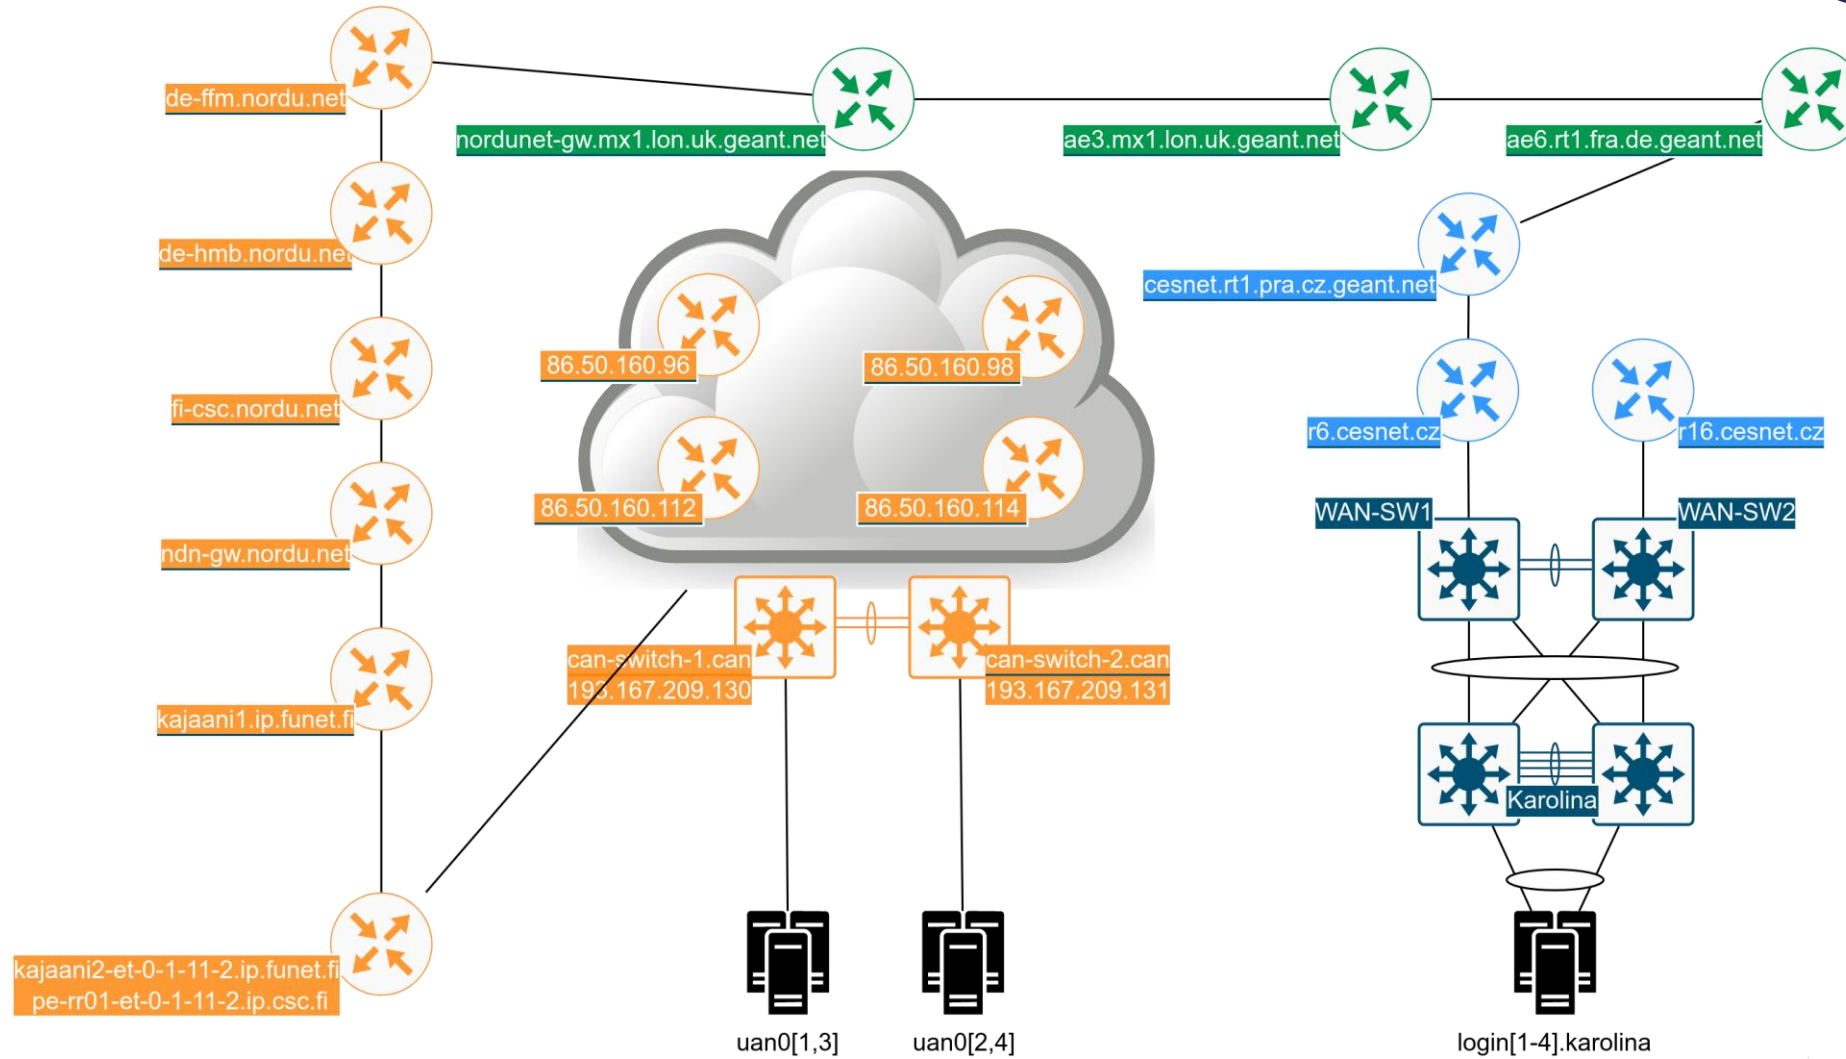 de-ffm.nordu.net
nordunet-gw.mx1.lon.uk.geant.net
ae3.mx1.lon.uk.geant.net
ae6.rt1.fra.de.geant.net
de-hmb.nordu.net
cesnet.rt1.pra.cz.geant.net
86.50.160.96
86.50.160.98
fi-csc.nordu.net
r6.cesnet.cz
r16.cesnet.cz
86.50.160.112
86.50.160.114
WAN-SW1
WAN-SW2
ndn-gw.nordu.net
can-switch-1.can
193.167.209.130
can-switch-2.can
193.167.209.131
kajaani1.ip.funet.fi
Karolina
kajaani2-et-0-1-11-2.ip.funet.fi
pe-rr01-et-0-1-11-2.ip.csc.fi
uan0[1,3]
uan0[2,4]
login[1-4].karolina